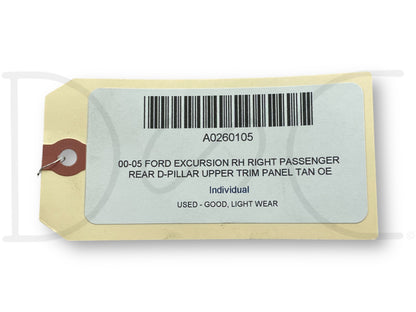 A0260105
00-05 FORD EXCURSION RH RIGHT PASSENGER
REAR D-PILLAR UPPER TRIM PANEL TAN OE
Individual
USED - GOOD, LIGHT WEAR